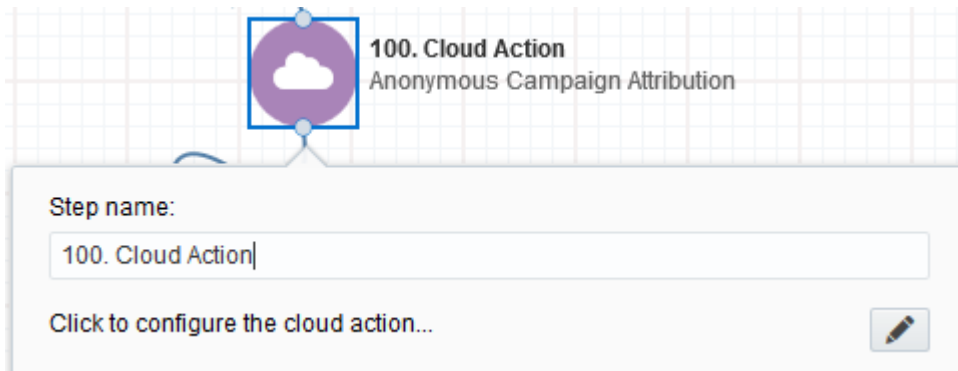 100. Cloud Action
Anonymous Campaign Attribution
Step name:
100. Cloud Action
Click to configure the cloud action...